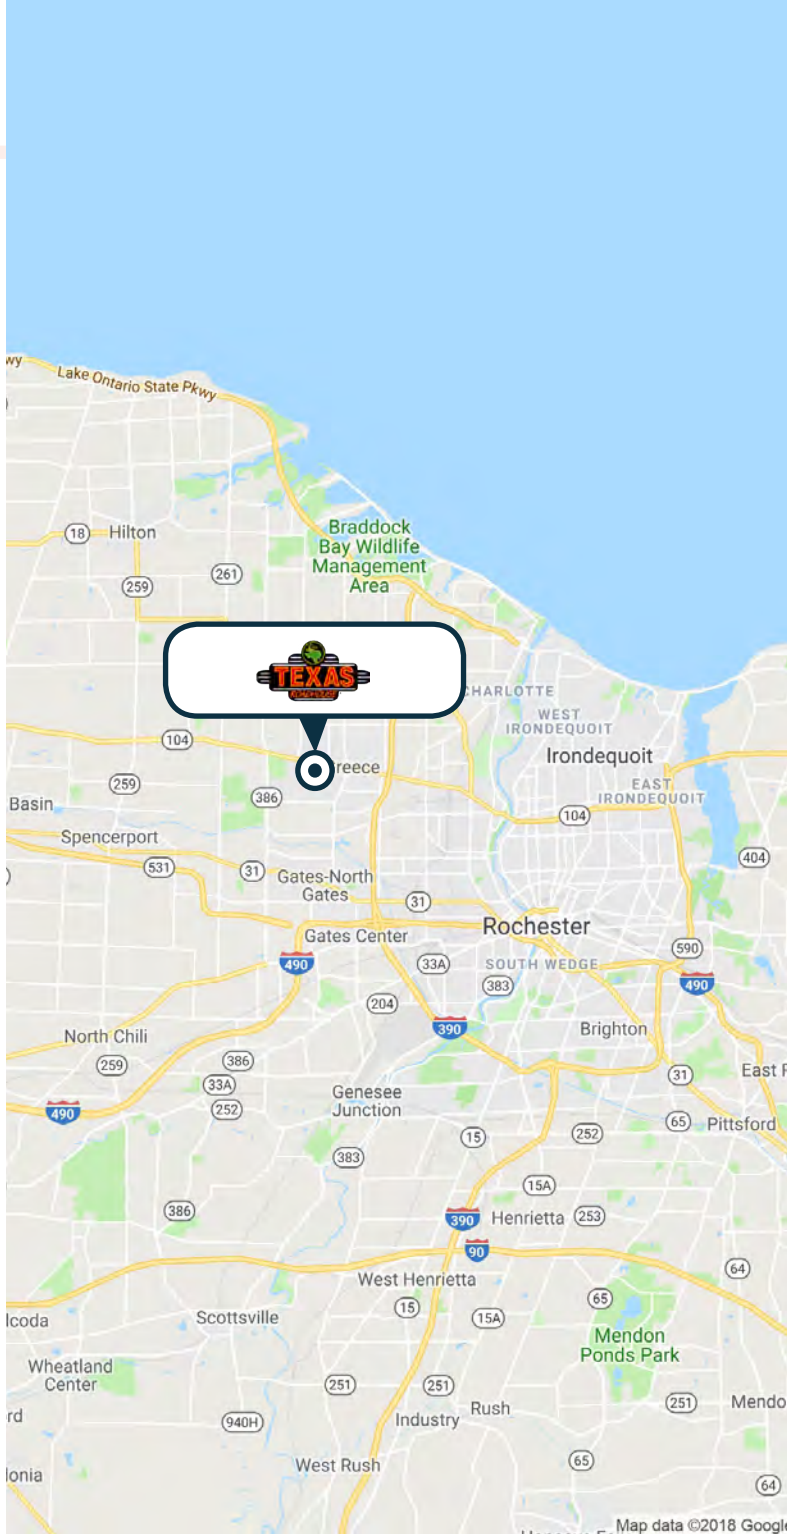 wy
Lake Ontario State Pkwy
18
Hilton
Braddock
Bay Wildlife
Management
Area
261
259
TEXAS
ROADHOUSE
CHARLOTTE
WEST
IRONDEQUOIT
104
Irondequoit
reece
259
386
EAST
IRONDEQUOIT
Basin
104
Spencerport
404
531
31
Gates-North
Gates
31
Rochester
Gates Center
590
490
33A
SOUTH WEDGE
490
383
204
390
North Chili
Brighton
259
386
East
31
33A
252
490
Genesee
Junction
65
Pittsford
15
252
383
15A
386
390
Henrietta
253
90
64
West Henrietta
65
15
15A
lcoda
Scottsville
Mendon
Ponds Park
Wheatland
Center
251
251
251
Mendo
rd
940H
Industry
Rush
65
West Rush
lonia
64
Map data ©2018 Google